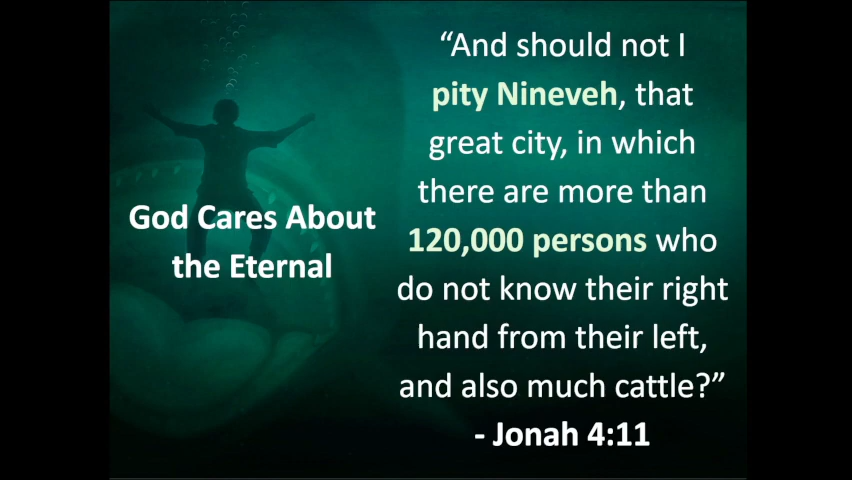 God Cares About
the Eternal
“And should not I
pity Nineveh, that
great city, in which
there are more than
120,000 persons who
do not know their right
hand from their left,
and also much cattle?”
- Jonah 4:11